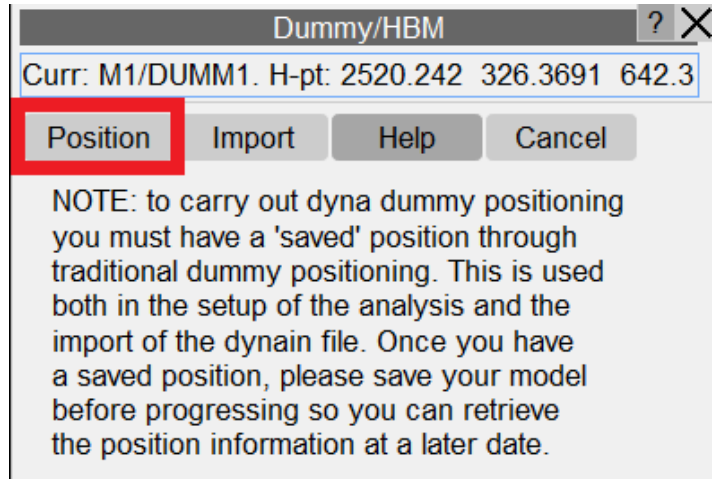 Dummy/HBM ? X
Curr: M1/DUMM1. H-pt: 2520.242 326.3691 642.3
Position Import Help Cancel
NOTE: to carry out dyna dummy positioning
you must have a 'saved' position through
traditional dummy positioning. This is used
both in the setup of the analysis and the
import of the dynain file. Once you have
a saved position, please save your model
before progressing so you can retrieve
the position information at a later date.